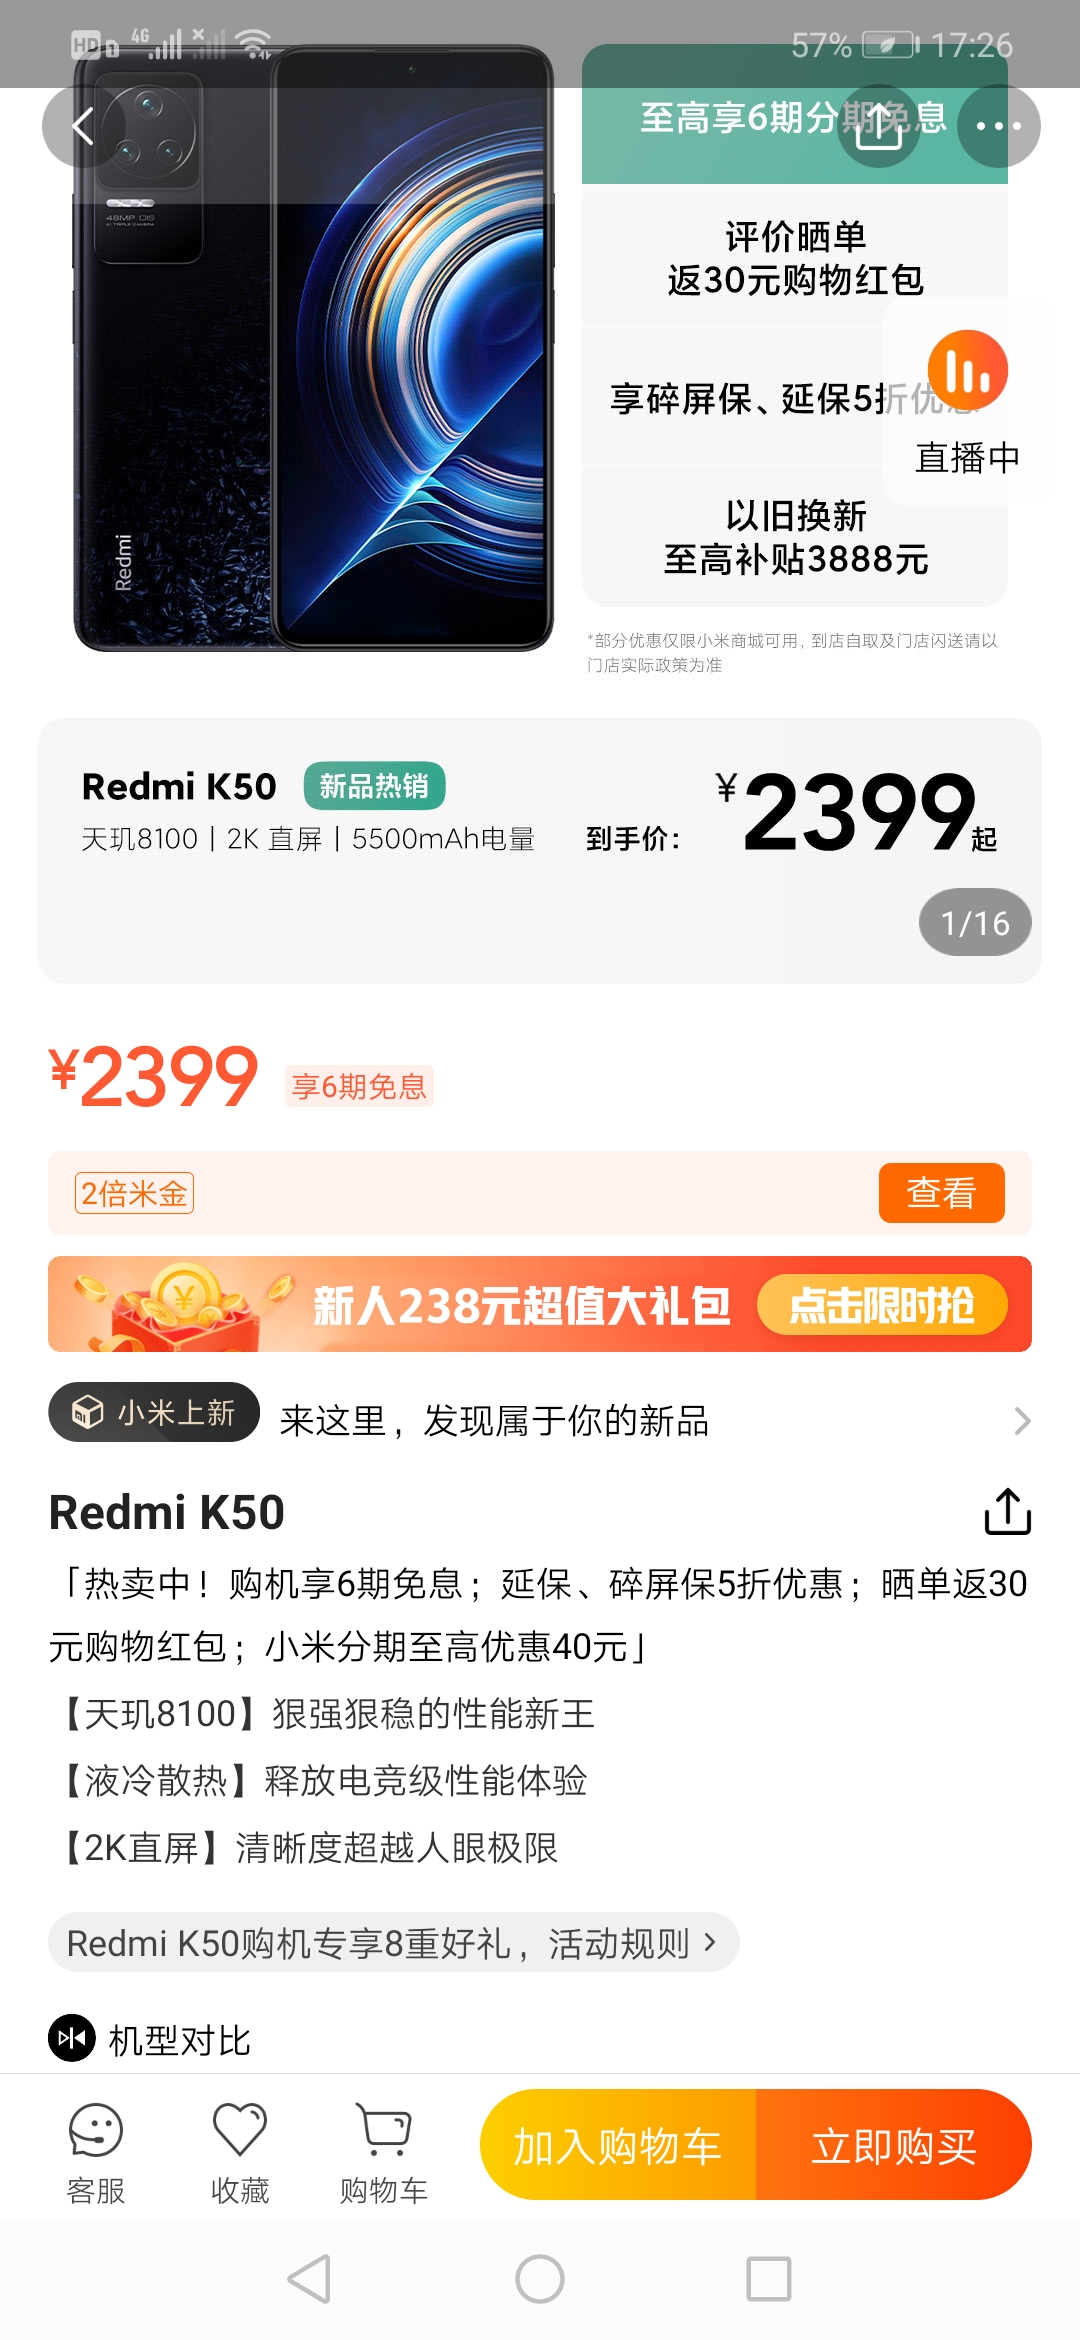 HD 1 4G 57% 17:26
至高享6期分期免息
48MP OIS
AI TRIPLE CAMERA
评价晒单
返30元购物红包
享碎屏保、延保5折优惠
直播中
以旧换新
至高补贴3888元
Redmi
*部分优惠仅限小米商城可用, 到店自取及门店闪送请以
门店实际政策为准
Redmi K50 新品热销
天玑8100 | 2K 直屏 | 5500mAh电量
到手价: ¥2399起
1/16
¥2399 享6期免息
2倍米金 查看
新人238元超值大礼包 点击限时抢
小米上新 来这里，发现属于你的新品
Redmi K50
「热卖中！购机享6期免息；延保、碎屏保5折优惠；晒单返30
元购物红包；小米分期至高优惠40元」
【天玑8100】狠强狠稳的性能新王
【液冷散热】释放电竞级性能体验
【2K直屏】清晰度超越人眼极限
Redmi K50购机专享8重好礼，活动规则 >
机型对比
客服 收藏 购物车 加入购物车 立即购买